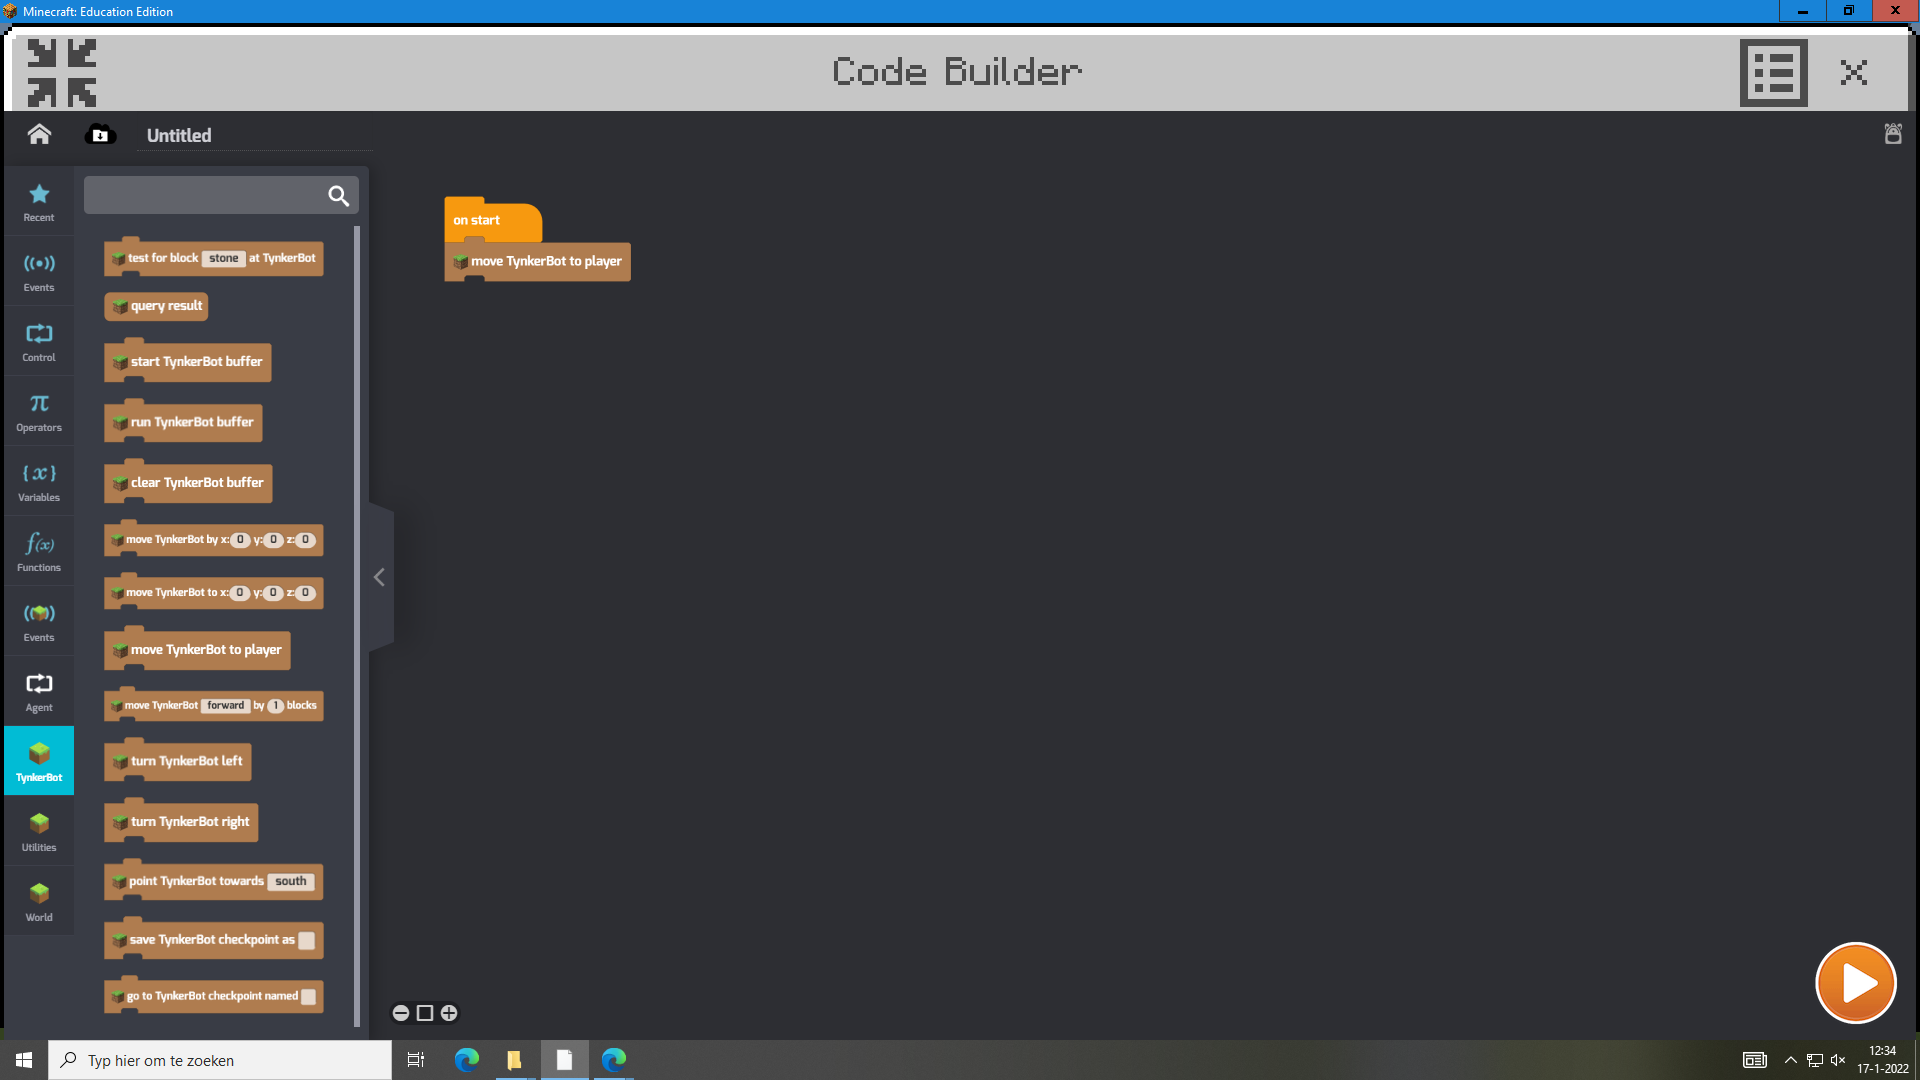 Minecraft: Education Edition
Code Builder
Untitled
Recent
Events
Control
Operators
Variables
Functions
Events
Agent
TynkerBot
Utilities
World
test for block stone at TynkerBot
query result
start TynkerBot buffer
run TynkerBot buffer
clear TynkerBot buffer
move TynkerBot by x: 0 y: 0 z: 0
move TynkerBot to x: 0 y: 0 z: 0
move TynkerBot to player
move TynkerBot forward by 1 blocks
turn TynkerBot left
turn TynkerBot right
point TynkerBot towards south
save TynkerBot checkpoint as
go to TynkerBot checkpoint named
on start
move TynkerBot to player
Typ hier om te zoeken
12:34
17-1-2022